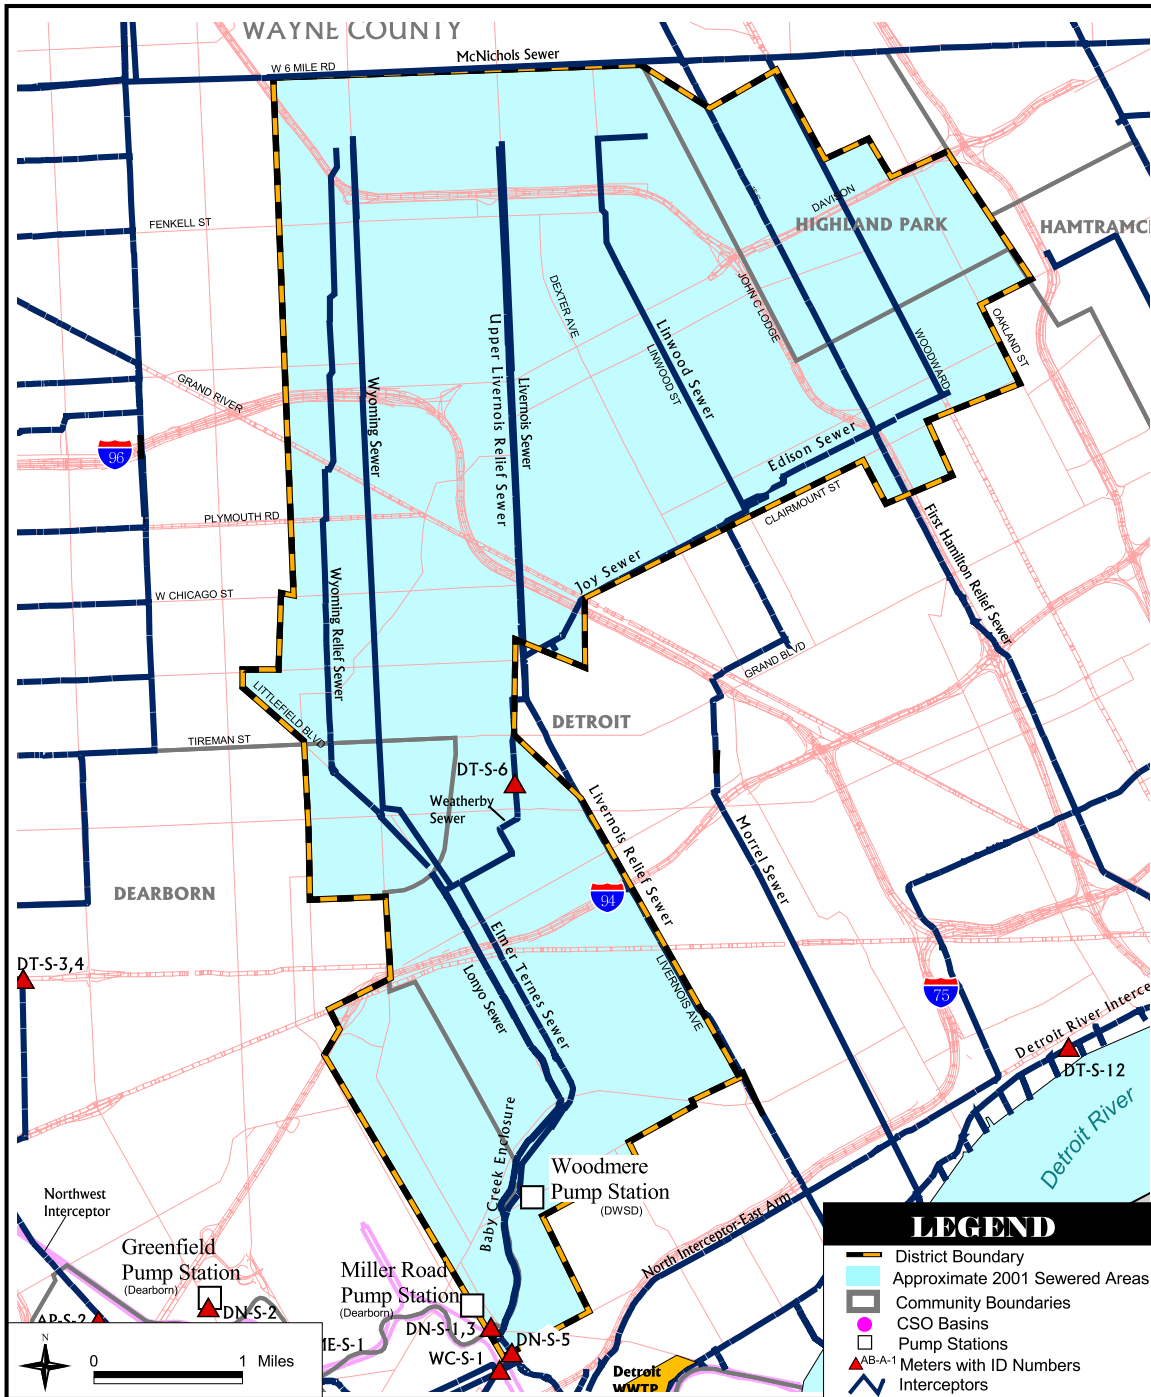 WAYNE COUNTY
McNichols Sewer
W 6 MILE RD
DAVISON
FENKELL ST
HIGHLAND PARK
HAMTRAMC
DEXTER AVE
JOHN C LODGE
Upper Livernois Relief Sewer
Livernois Sewer
Linwood Sewer
LINWOOD ST
OAKLAND ST
WOODWARD
GRAND RIVER
Wyoming Sewer
96
Edison Sewer
CLAIRMOUNT ST
PLYMOUTH RD
First Hamilton Relief Sewer
Joy Sewer
W CHICAGO ST
Wyoming Relief Sewer
GRAND BLVD
LITTLEFIELD BLVD
DETROIT
TIREMAN ST
DT-S-6
Weatherby
Sewer
Livernois Relief Sewer
Morrel Sewer
DEARBORN
94
DT-S-3,4
Elmer Ternes Sewer
Lonyo Sewer
LIVERNOIS AVE
75
Detroit River Interce
DT-S-12
Detroit River
Baby Creek Enclosure
Woodmere
Pump Station
(DWSD)
Northwest
Interceptor
North Interceptor-East Arm
Greenfield
Pump Station
(Dearborn)
DN-S-2
AP-S-2
Miller Road
Pump Station
(Dearborn)
DN-S-1,3
DN-S-5
ME-S-1
WC-S-1
Detroit
WWTP
N
0 1 Miles
LEGEND
District Boundary
Approximate 2001 Sewered Areas
Community Boundaries
CSO Basins
Pump Stations
AB-A-1 Meters with ID Numbers
Interceptors